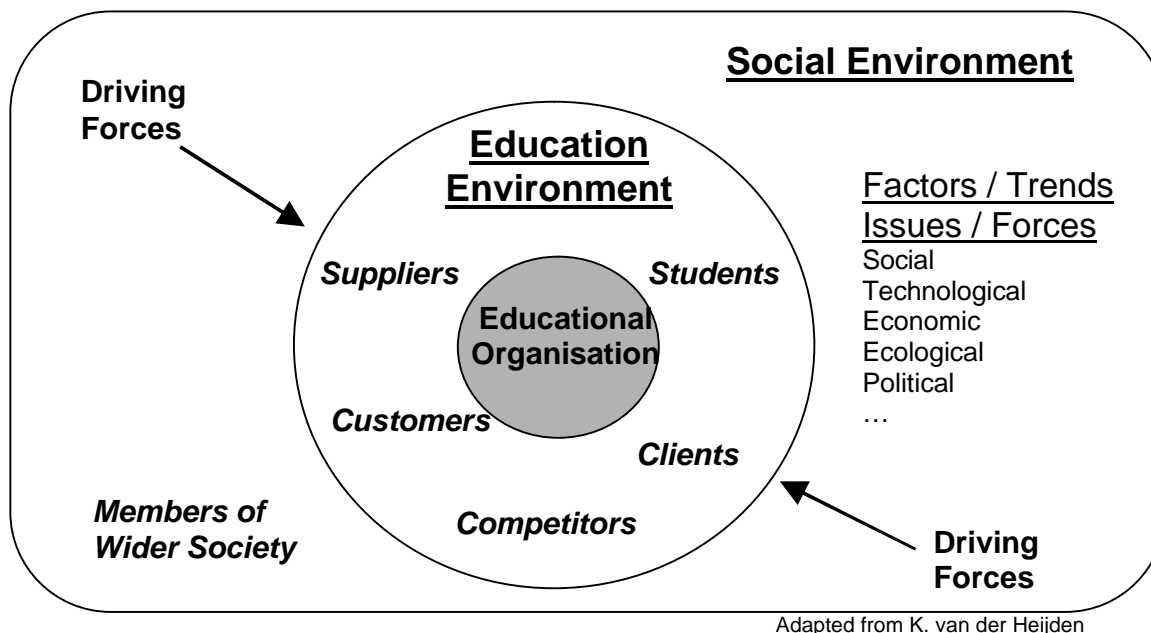 Social Environment
Driving
Forces
Education
Environment
Factors / Trends
Issues / Forces
Social
Technological
Economic
Ecological
Political
…
Suppliers
Students
Educational
Organisation
Customers
Clients
Competitors
Members of
Wider Society
Driving
Forces
Adapted from K. van der Heijden